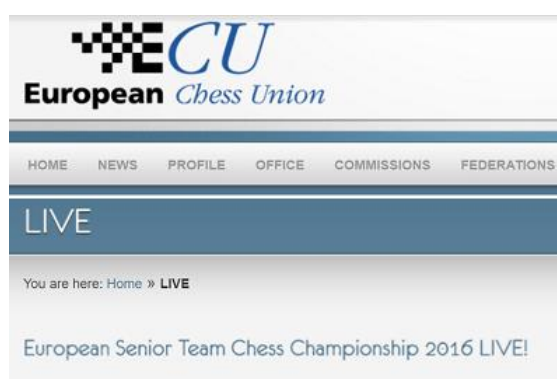 ECU
European Chess Union
HOME NEWS PROFILE OFFICE COMMISSIONS FEDERATIONS
LIVE
You are here: Home » LIVE
European Senior Team Chess Championship 2016 LIVE!